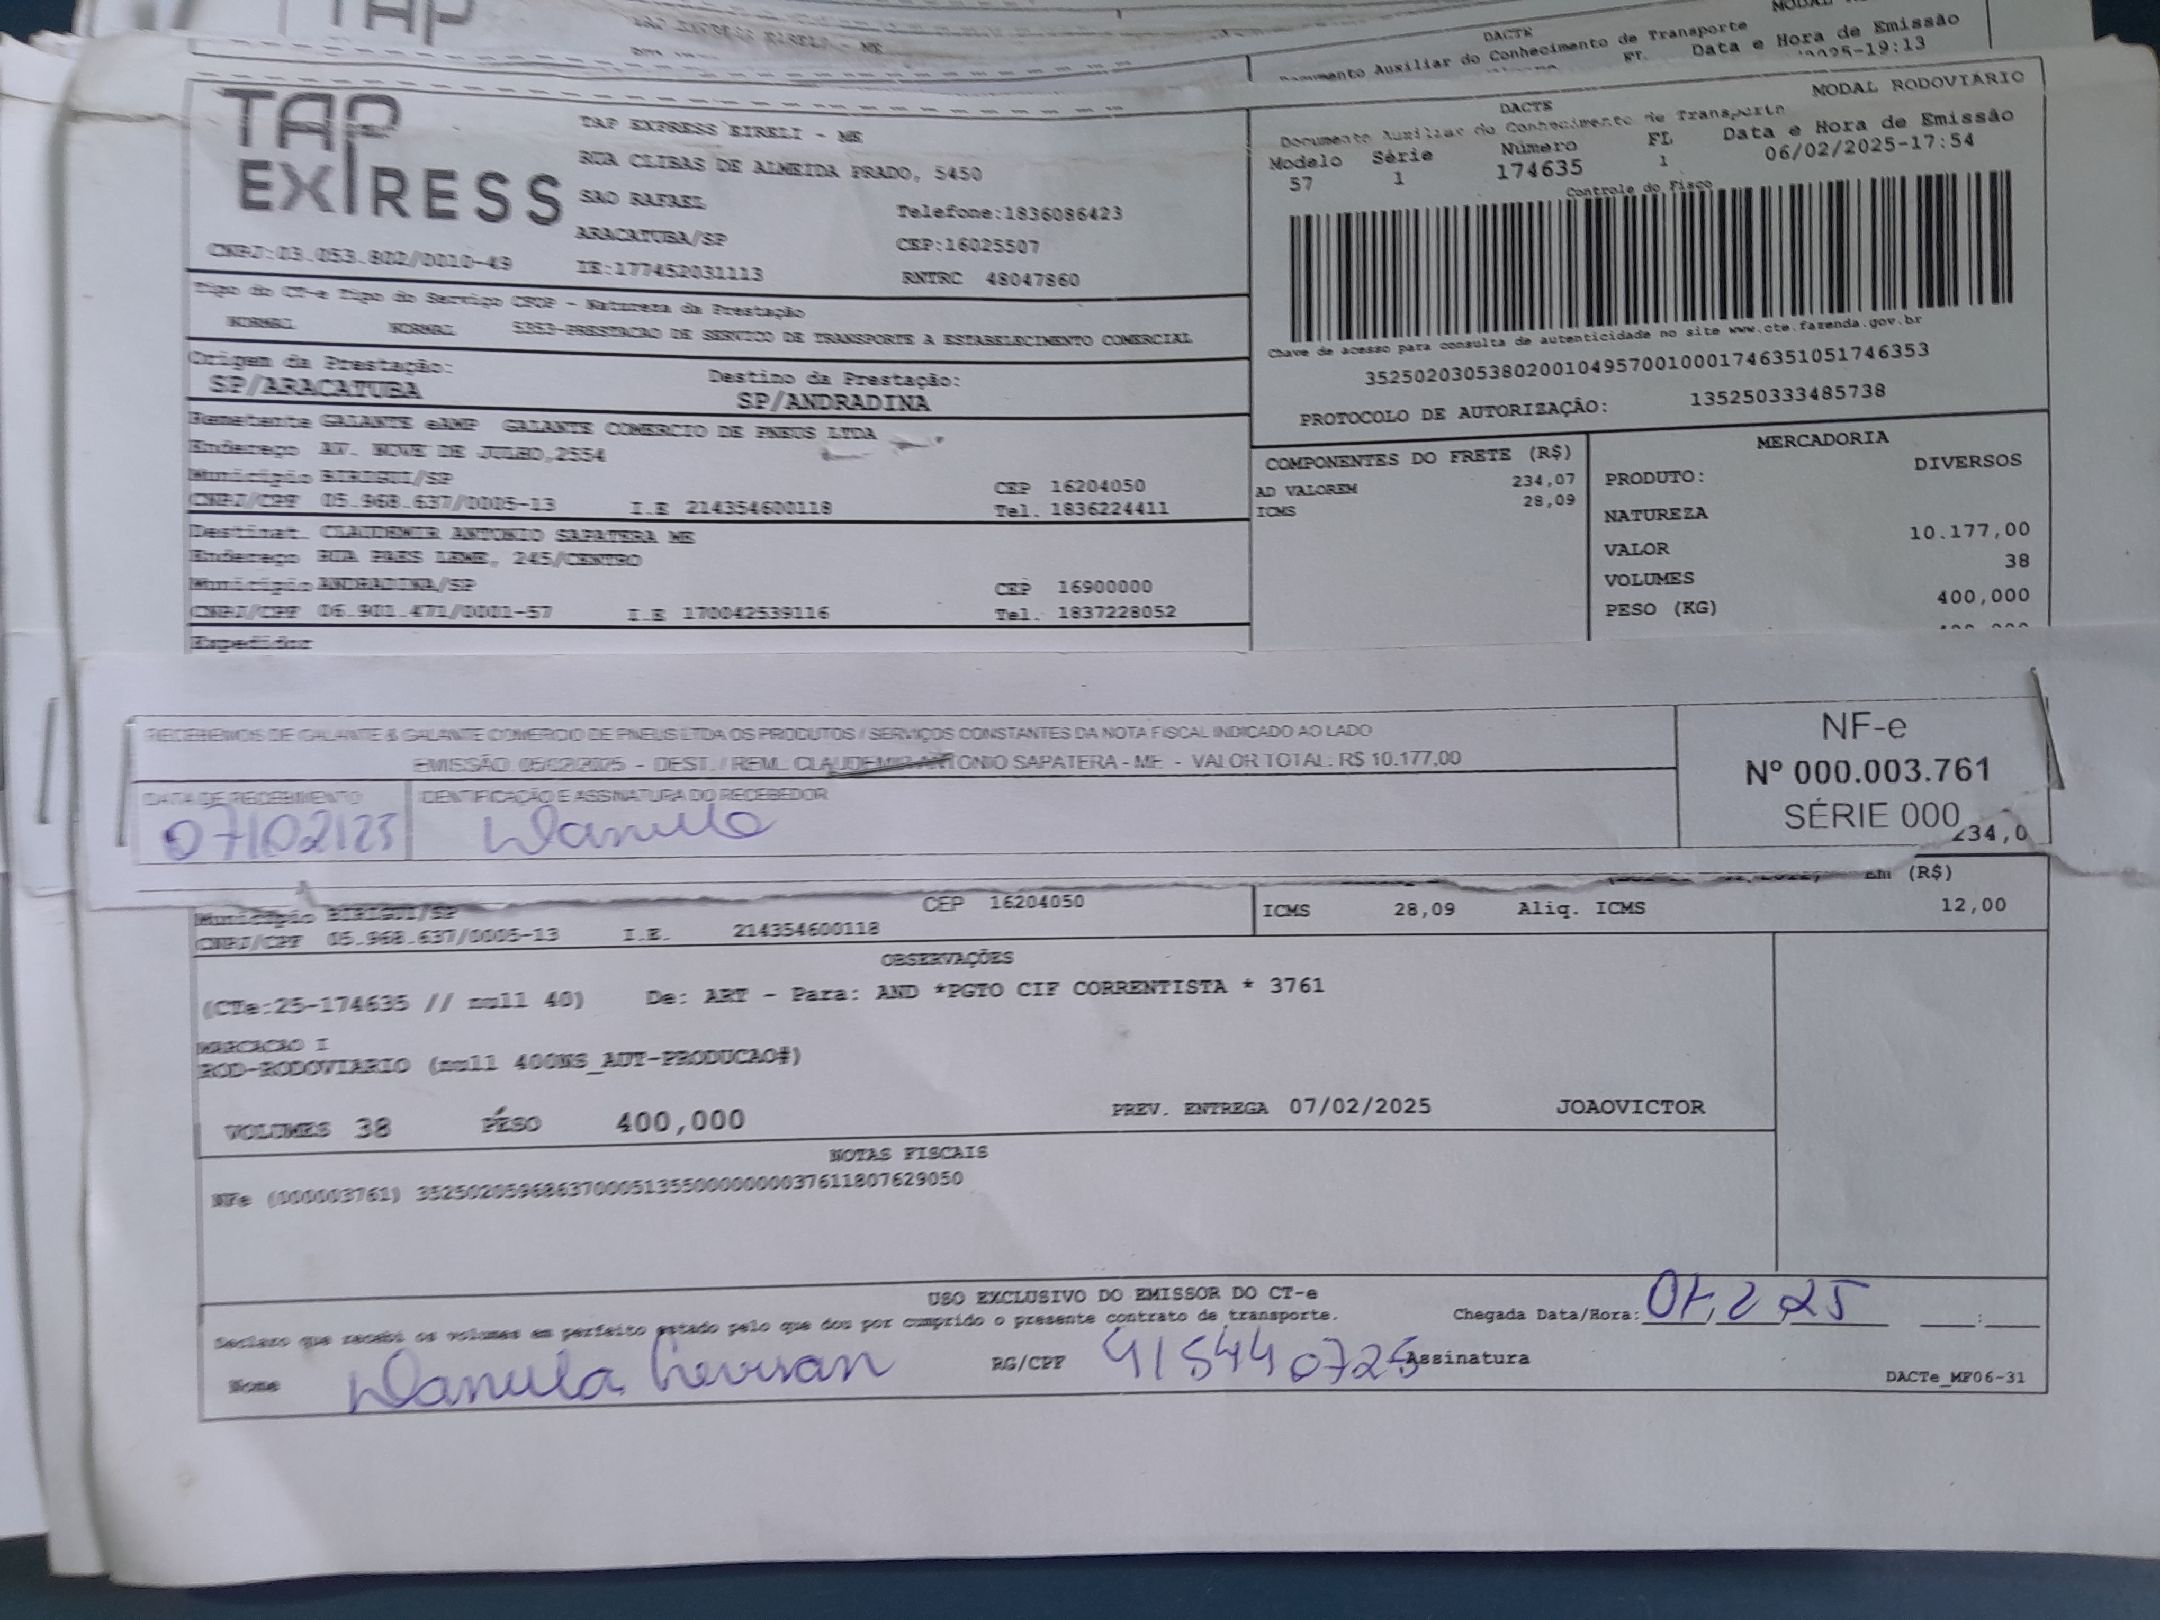 TAP
TAP EXPRESS EIRELI - ME
DACTE
Documento Auxiliar do Conhecimento de Transporte
FL
Data e Hora de Emissão
2025-19:13
TAP
EXPRESS
TAP EXPRESS EIRELI - ME
RUA CLIBAS DE ALMEIDA PRADO, 5450
SAO RAFAEL
Telefone:1836086423
ARACATUBA/SP
CEP:16025507
CNPJ:03.053.802/0010-49
IE:177452031113
RNTRC 48047860
MODAL RODOVIÁRIO
DACTE
Documento Auxiliar do Conhecimento de Transporte
Modelo Série Número FL Data e Hora de Emissão
57 1 174635 1 06/02/2025-17:54
Controle do Fisco
Chave de acesso para consulta de autenticidade no site www.cte.fazenda.gov.br
35250203053802001049570010001746351051746353
PROTOCOLO DE AUTORIZAÇÃO: 135250333485738
Tipo do CT-e Tipo do Serviço CFOP - Natureza da Prestação
NORMAL NORMAL 5353-PRESTACAO DE SERVICO DE TRANSPORTE A ESTABELECIMENTO COMERCIAL
Origem da Prestação: Destino da Prestação:
SP/ARACATUBA SP/ANDRADINA
Remetente GALANTE eAMP GALANTE COMERCIO DE PNEUS LTDA
Endereço AV. NOVE DE JULHO,2554
Município BIRIGUI/SP CEP 16204050
CNPJ/CPF 05.968.637/0005-13 I.E 214354600118 Tel. 1836224411
Destinat. CLAUDEMIR ANTONIO SAPATERA ME
Endereço RUA PAES LEME, 245/CENTRO
Município ANDRADINA/SP CEP 16900000
CNPJ/CPF 06.901.471/0001-57 I.E 170042539116 Tel. 1837228052
Expedidor
COMPONENTES DO FRETE (R$)
AD VALOREM 234,07
ICMS 28,09
MERCADORIA
PRODUTO: DIVERSOS
NATUREZA
VALOR 10.177,00
VOLUMES 38
PESO (KG) 400,000
RECEBEMOS DE GALANTE & GALANTE COMERCIO DE PNEUS LTDA OS PRODUTOS / SERVIÇOS CONSTANTES DA NOTA FISCAL INDICADO AO LADO
EMISSÃO: 05/02/2025 - DEST. / REM.: CLAUDEMIR ANTONIO SAPATERA - ME - VALOR TOTAL: R$ 10.177,00
DATA DE RECEBIMENTO IDENTIFICAÇÃO E ASSINATURA DO RECEBEDOR
07/02/25
NF-e
Nº 000.003.761
SÉRIE 000
234,0
(R$)
Município BIRIGUI/SP CEP 16204050
CNPJ/CPF 05.968.637/0005-13 I.E. 214354600118
ICMS 28,09 Aliq. ICMS 12,00
OBSERVAÇÕES
(CTe:25-174635 // null 40) De: ART - Para: AND *PGTO CIF CORRENTISTA * 3761
MARCACAO I
ROD-RODOVIARIO (null 400MS_AUT-PRODUCAO#)
VOLUMES 38 PÊSO 400,000 PREV. ENTREGA 07/02/2025 JOAOVICTOR
NOTAS FISCAIS
NFe (000003761) 35250205968637000513550000000037611807629050
USO EXCLUSIVO DO EMISSOR DO CT-e
Declaro que recebi os volumes em perfeito estado pelo que dou por cumprido o presente contrato de transporte.
Chegada Data/Hora: 07,2 25 :
Nome RG/CPF 415440725 Assinatura
DACTe_MF06-31